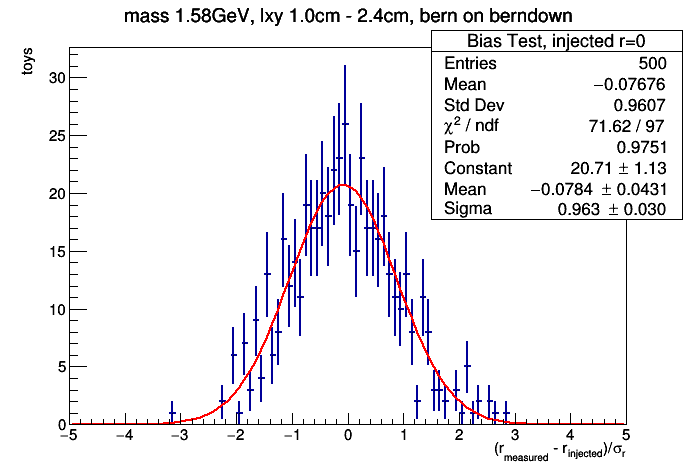 mass 1.58GeV, lxy 1.0cm - 2.4cm, bern on berndown
Bias Test, injected r=0
Entries 500
Mean −0.07676
Std Dev 0.9607
χ² / ndf 71.62 / 97
Prob 0.9751
Constant 20.71 ± 1.13
Mean −0.0784 ± 0.0431
Sigma 0.963 ± 0.030
toys
30
25
20
15
10
5
0
−5 −4 −3 −2 −1 0 1 2 3 4 5
(r_measured - r_injected)/σ_r